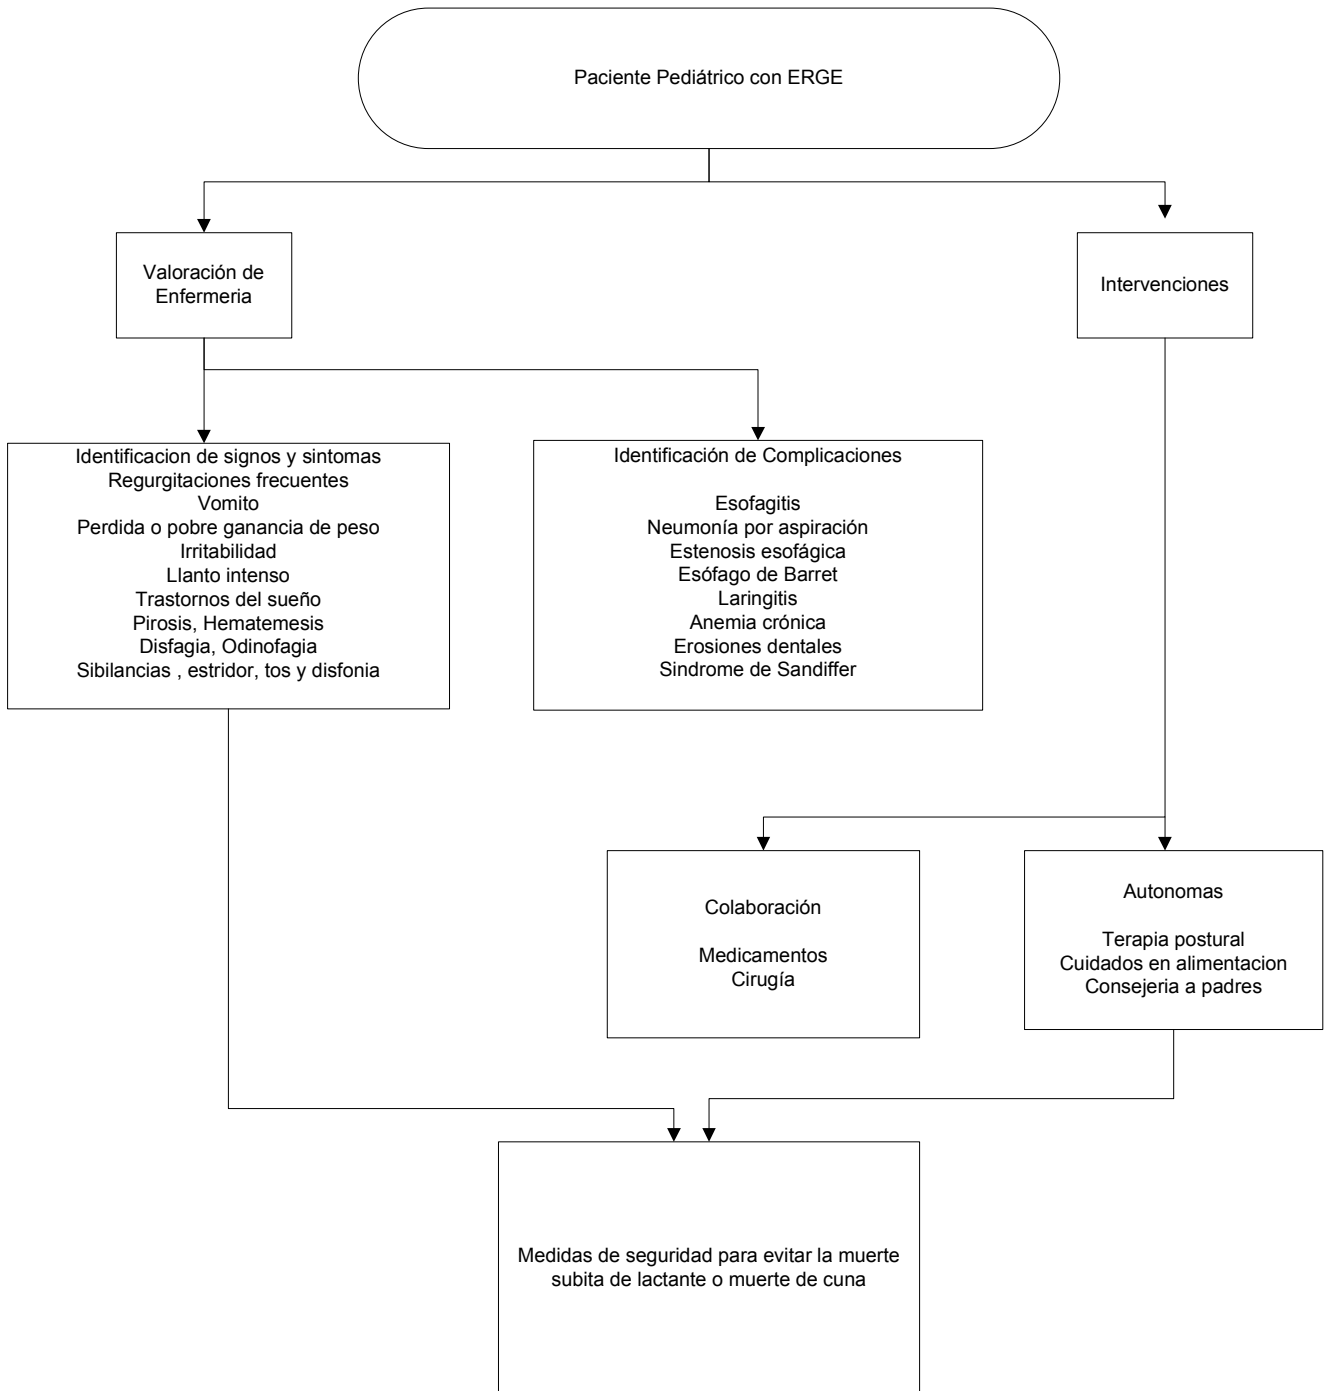 Paciente Pediátrico con ERGE
Valoración de
Enfermeria
Intervenciones
Identificacion de signos y sintomas
Regurgitaciones frecuentes
Vomito
Perdida o pobre ganancia de peso
Irritabilidad
Llanto intenso
Trastornos del sueño
Pirosis, Hematemesis
Disfagia, Odinofagia
Sibilancias , estridor, tos y disfonia
Identificación de Complicaciones
Esofagitis
Neumonía por aspiración
Estenosis esofágica
Esófago de Barret
Laringitis
Anemia crónica
Erosiones dentales
Sindrome de Sandiffer
Colaboración
Medicamentos
Cirugía
Autonomas
Terapia postural
Cuidados en alimentacion
Consejeria a padres
Medidas de seguridad para evitar la muerte
subita de lactante o muerte de cuna